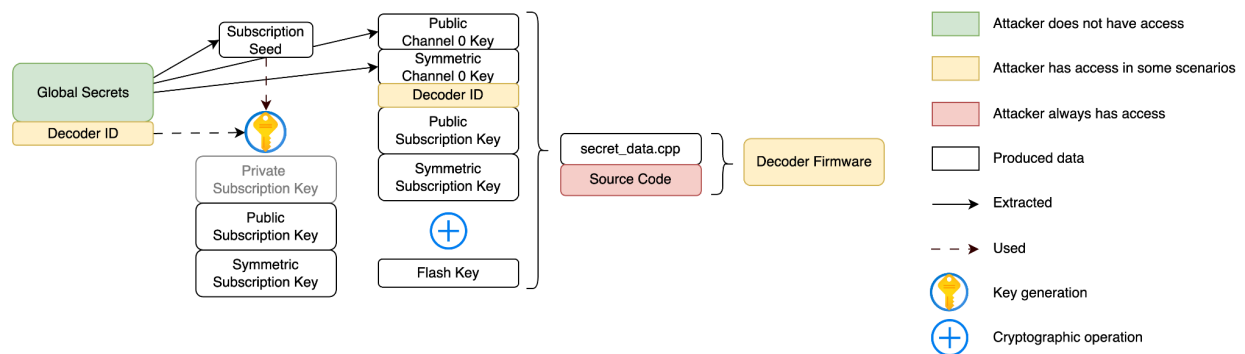 Global Secrets
Decoder ID
Subscription
Seed
Private
Subscription Key
Public
Subscription Key
Symmetric
Subscription Key
Public
Channel 0 Key
Symmetric
Channel 0 Key
Decoder ID
Public
Subscription Key
Symmetric
Subscription Key
Flash Key
secret_data.cpp
Source Code
Decoder Firmware
Attacker does not have access
Attacker has access in some scenarios
Attacker always has access
Produced data
Extracted
Used
Key generation
Cryptographic operation